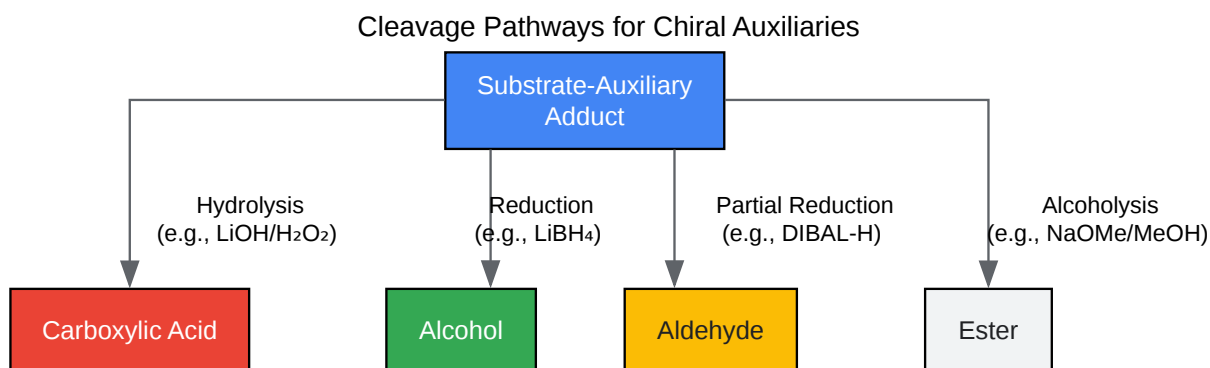 Cleavage Pathways for Chiral Auxiliaries
Substrate-Auxiliary
Adduct
Hydrolysis
(e.g., LiOH/H₂O₂)
Reduction
(e.g., LiBH₄)
Partial Reduction
(e.g., DIBAL-H)
Alcoholysis
(e.g., NaOMe/MeOH)
Carboxylic Acid
Alcohol
Aldehyde
Ester